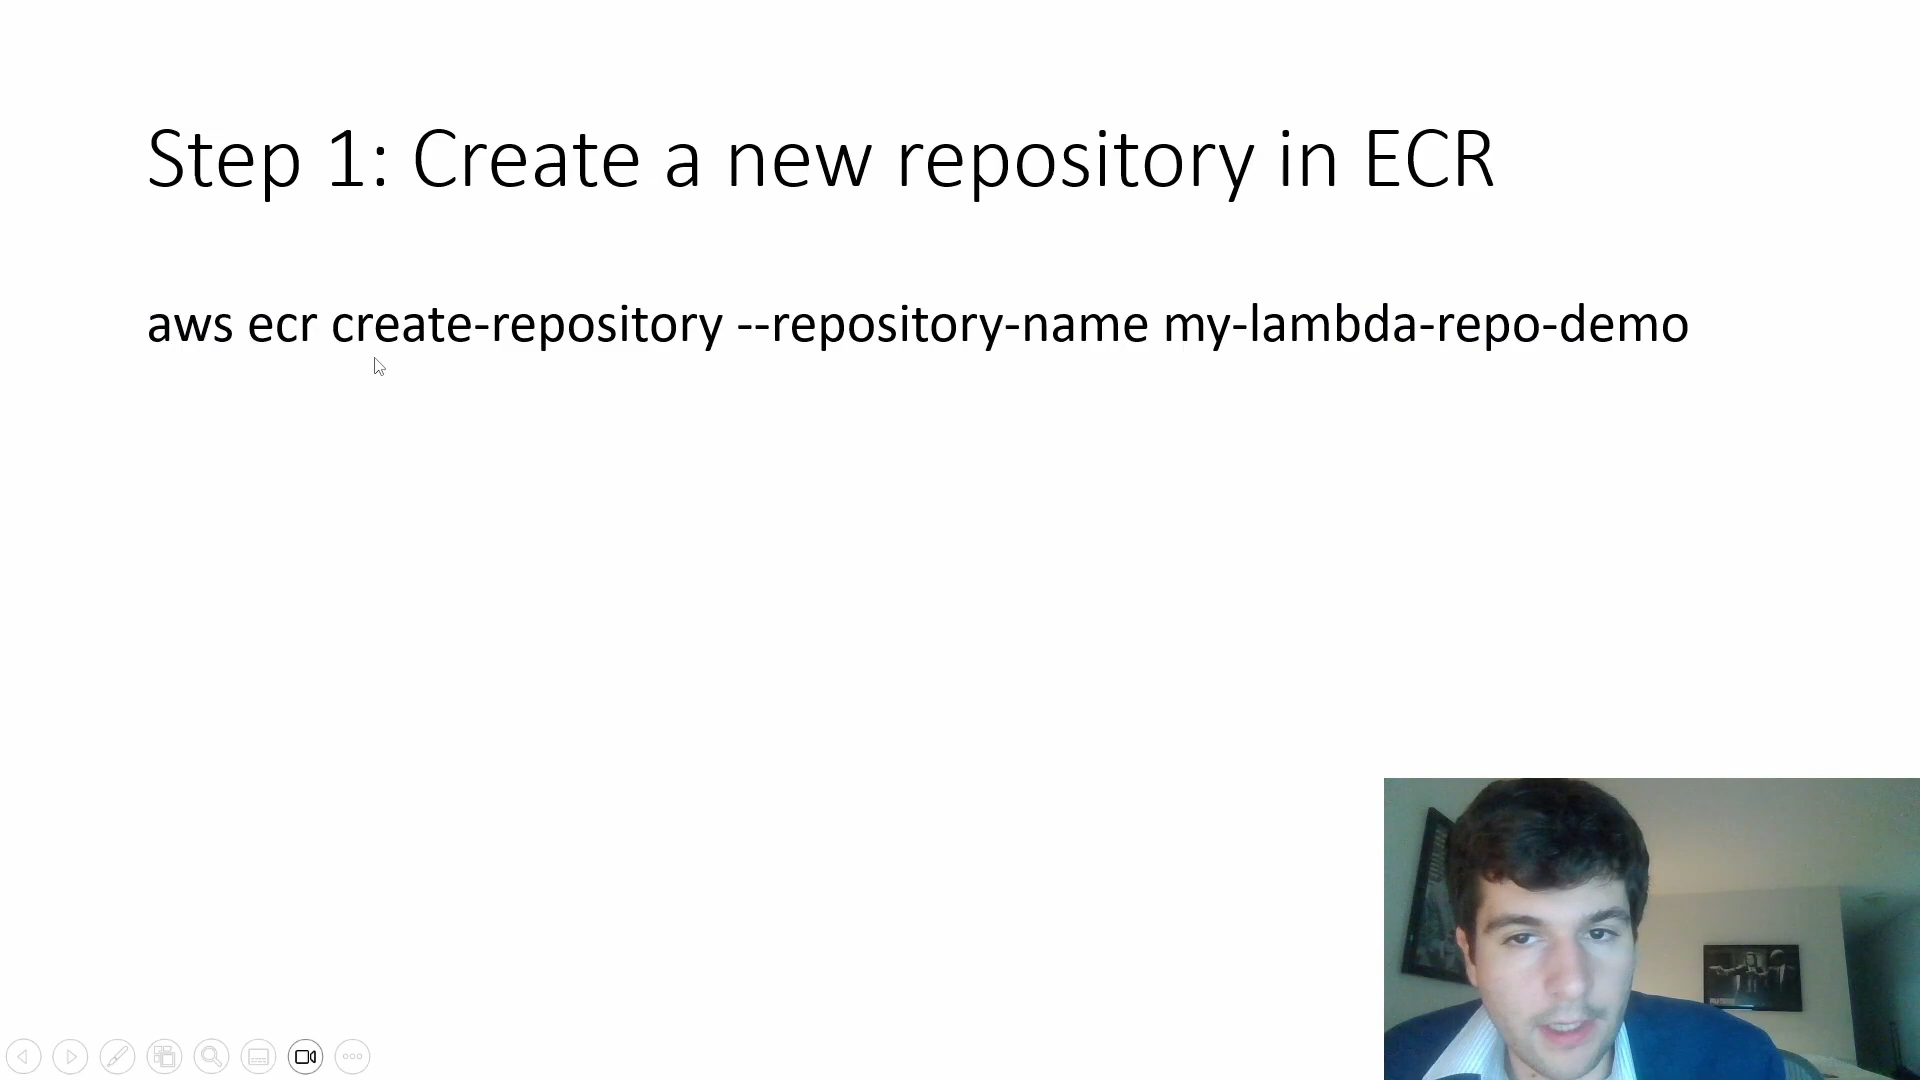 Step 1: Create a new repository in ECR
aws ecr create-repository --repository-name my-lambda-repo-demo